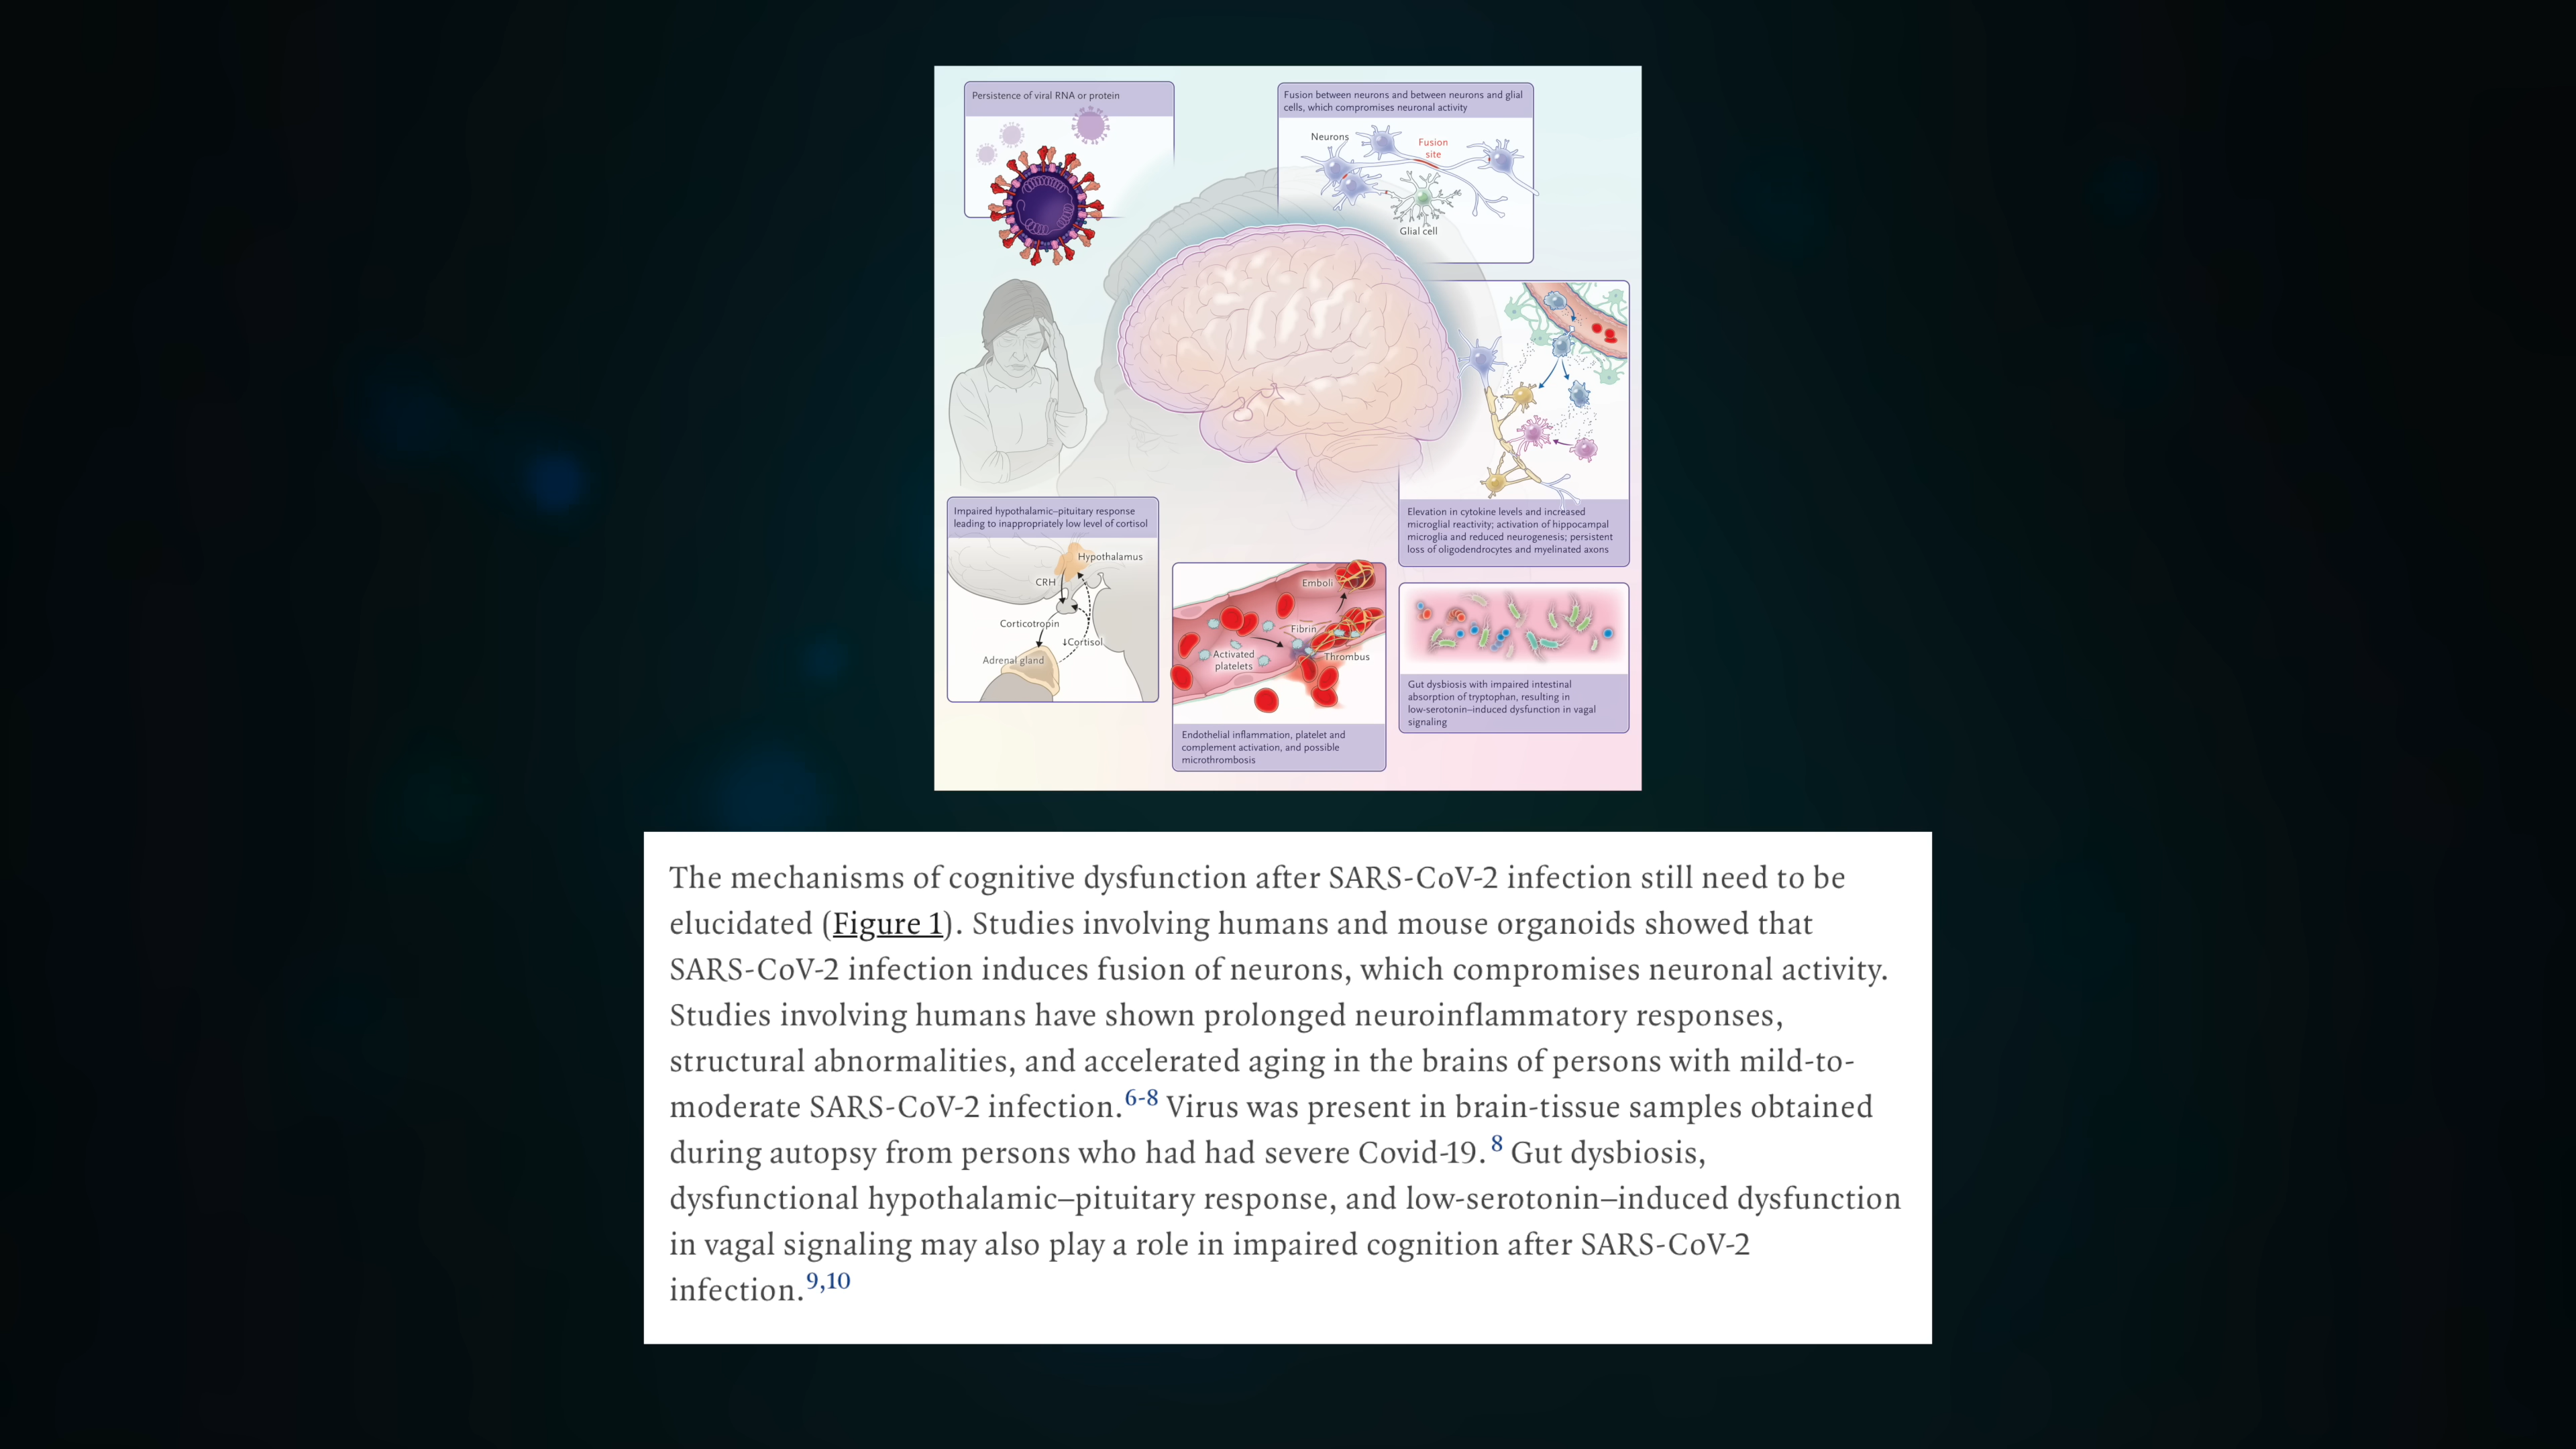 Persistence of viral RNA or protein
Fusion between neurons and between neurons and glial
cells, which compromises neuronal activity
Neurons
Fusion
site
Glial cell
Elevation in cytokine levels and increased
microglial reactivity; activation of hippocampal
microglia and reduced neurogenesis; persistent
loss of oligodendrocytes and myelinated axons
Impaired hypothalamic–pituitary response
leading to inappropriately low level of cortisol
Hypothalamus
CRH
Corticotropin
↓Cortisol
Adrenal gland
Emboli
Fibrin
Activated
platelets
Thrombus
Endothelial inflammation, platelet and
complement activation, and possible
microthrombosis
Gut dysbiosis with impaired intestinal
absorption of tryptophan, resulting in
low-serotonin–induced dysfunction in vagal
signaling
The mechanisms of cognitive dysfunction after SARS-CoV-2 infection still need to be
elucidated (Figure 1). Studies involving humans and mouse organoids showed that
SARS-CoV-2 infection induces fusion of neurons, which compromises neuronal activity.
Studies involving humans have shown prolonged neuroinflammatory responses,
structural abnormalities, and accelerated aging in the brains of persons with mild-to-
moderate SARS-CoV-2 infection.6-8 Virus was present in brain-tissue samples obtained
during autopsy from persons who had had severe Covid-19.8 Gut dysbiosis,
dysfunctional hypothalamic–pituitary response, and low-serotonin–induced dysfunction
in vagal signaling may also play a role in impaired cognition after SARS-CoV-2
infection.9,10